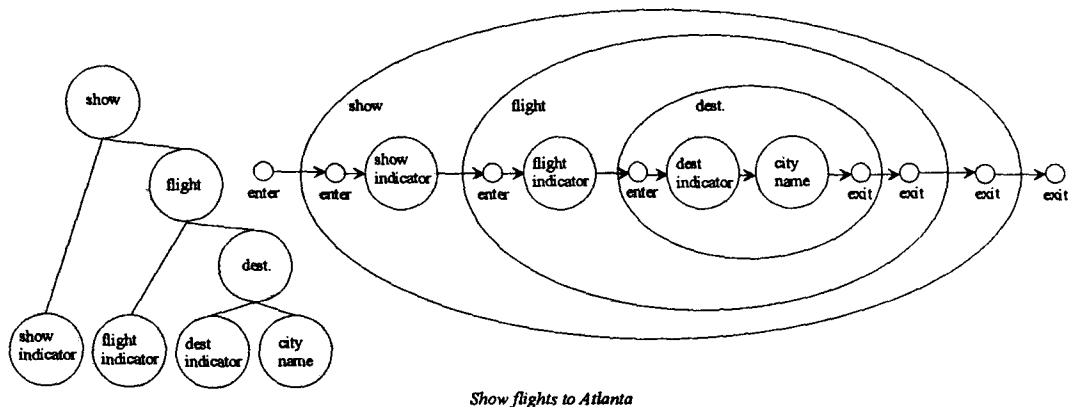 show
flight
dest.
show
indicator
flight
indicator
dest
indicator
city
name
show
flight
dest.
enter
enter
show
indicator
enter
flight
indicator
enter
dest
indicator
city
name
exit
exit
exit
exit
Show flights to Atlanta